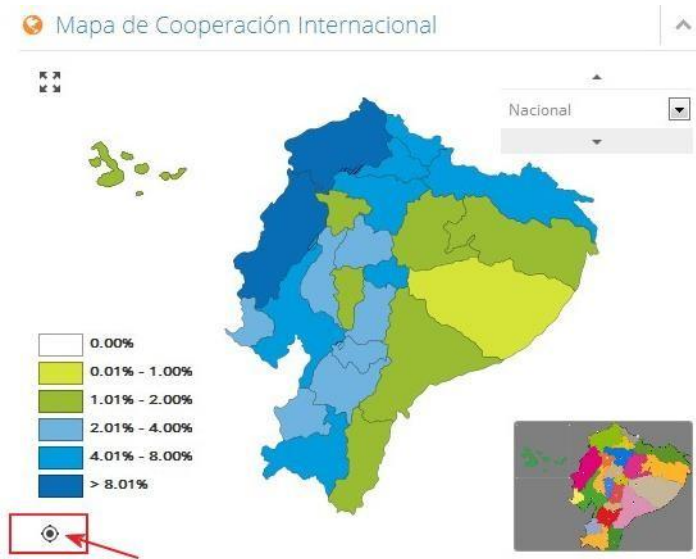 Mapa de Cooperación Internacional
Nacional
0.00%
0.01% - 1.00%
1.01% - 2.00%
2.01% - 4.00%
4.01% - 8.00%
> 8.01%